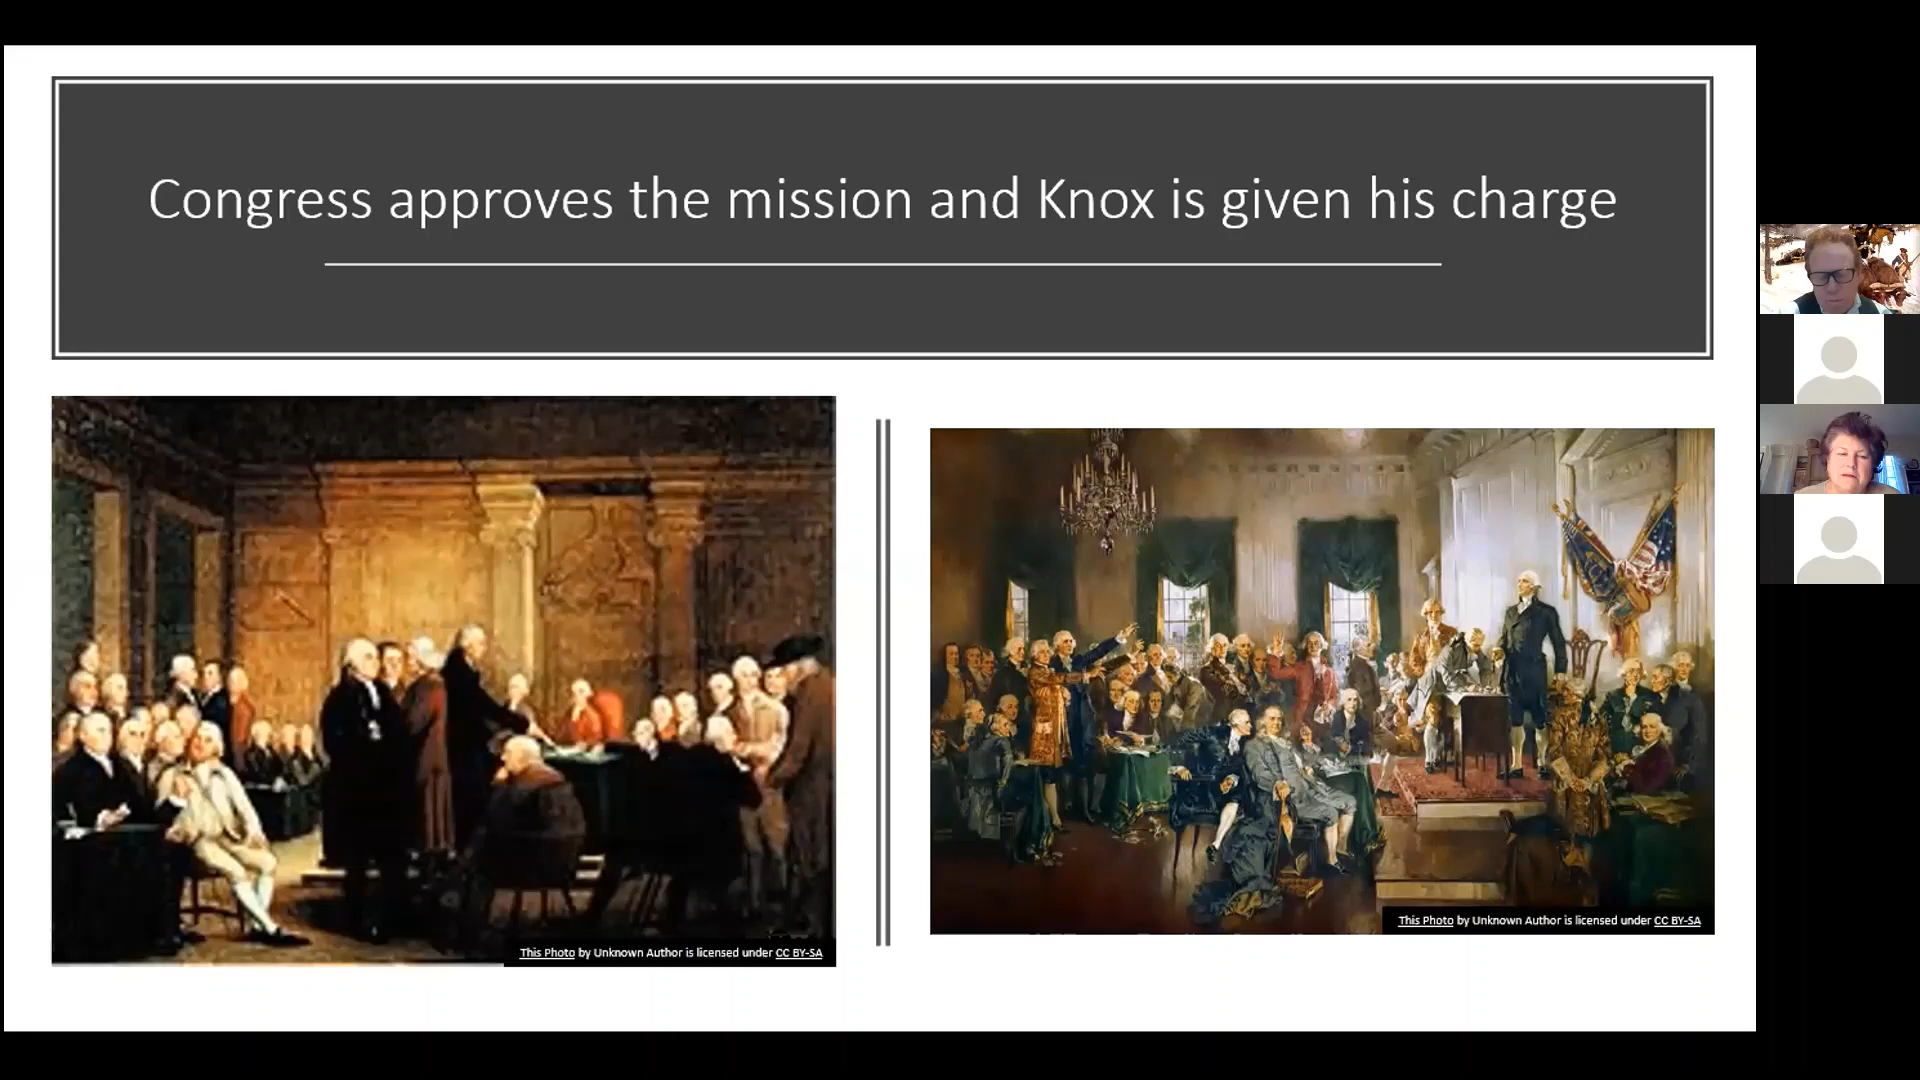 Congress approves the mission and Knox is given his charge
This Photo by Unknown Author is licensed under CC BY-SA
This Photo by Unknown Author is licensed under CC BY-SA